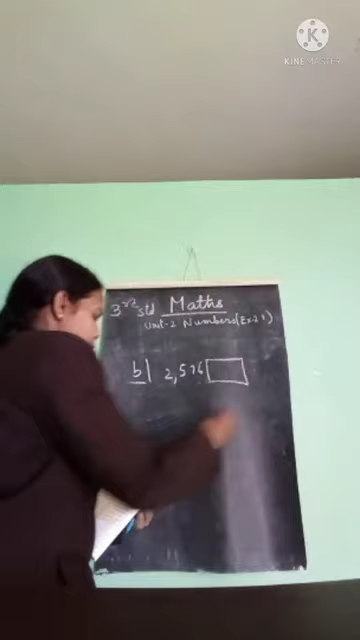 KINEMASTER
3rd std Maths
Unit-2 Numbers(Ex 2.1)
b) 2,576